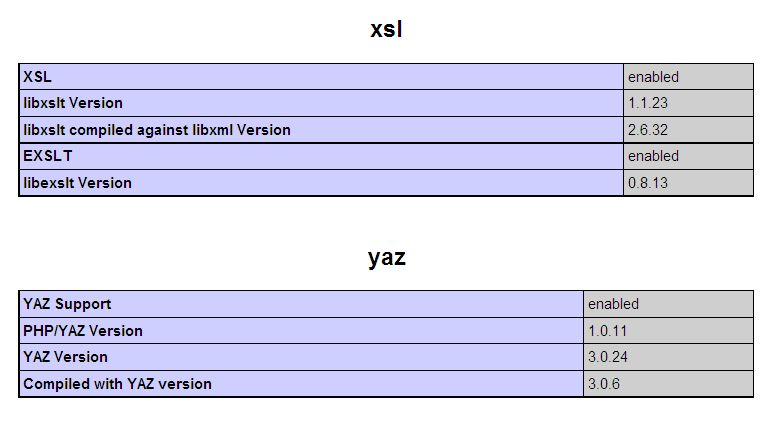 xsl
XSL enabled
libxslt Version 1.1.23
libxslt compiled against libxml Version 2.6.32
EXSLT enabled
libexslt Version 0.8.13
yaz
YAZ Support enabled
PHP/YAZ Version 1.0.11
YAZ Version 3.0.24
Compiled with YAZ version 3.0.6